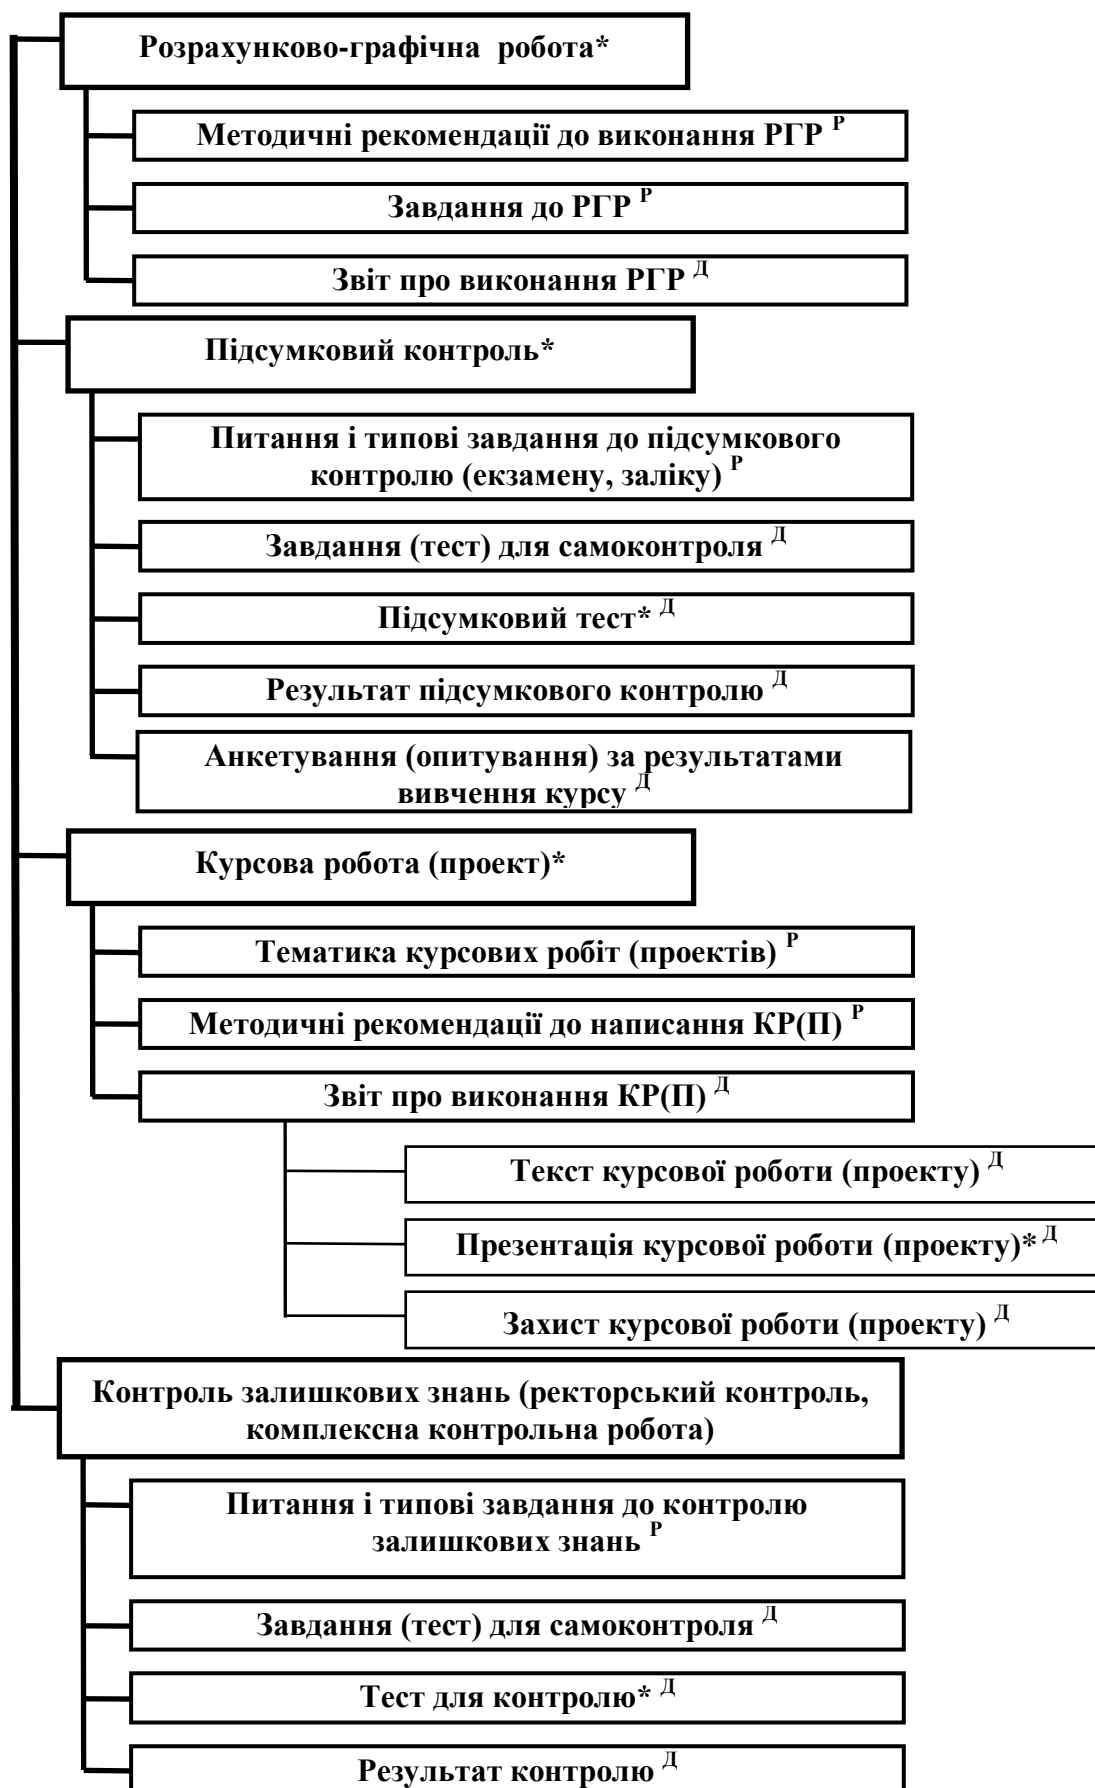 Розрахунково-графічна робота*
Методичні рекомендації до виконання РГР Р
Завдання до РГР Р
Звіт про виконання РГР Д
Підсумковий контроль*
Питання і типові завдання до підсумкового
контролю (екзамену, заліку) Р
Завдання (тест) для самоконтроля Д
Підсумковий тест* Д
Результат підсумкового контролю Д
Анкетування (опитування) за результатами
вивчення курсу Д
Курсова робота (проект)*
Тематика курсових робіт (проектів) Р
Методичні рекомендації до написання КР(П) Р
Звіт про виконання КР(П) Д
Текст курсової роботи (проекту) Д
Презентація курсової роботи (проекту)* Д
Захист курсової роботи (проекту) Д
Контроль залишкових знань (ректорський контроль,
комплексна контрольна робота)
Питання і типові завдання до контролю
залишкових знань Р
Завдання (тест) для самоконтроля Д
Тест для контролю* Д
Результат контролю Д